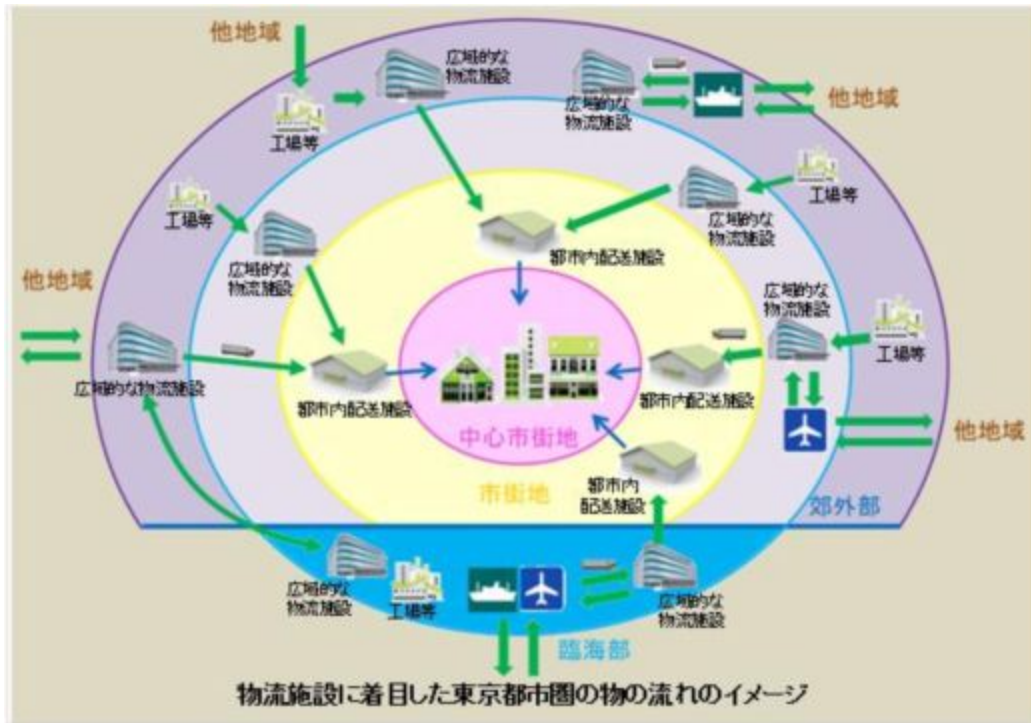 他地域
広域的な
物流施設
広域的な
物流施設
他地域
工場等
工場等
工場等
広域的な
物流施設
都市内配送施設
広域的な
物流施設
他地域
広域的な
物流施設
工場等
広域的な物流施設
都市内配送施設
都市内配送施設
中心市街地
他地域
市街地
都市内
配送施設
郊外部
広域的な
物流施設
工場等
広域的な
物流施設
臨海部
物流施設に着目した東京都市圏の物の流れのイメージ